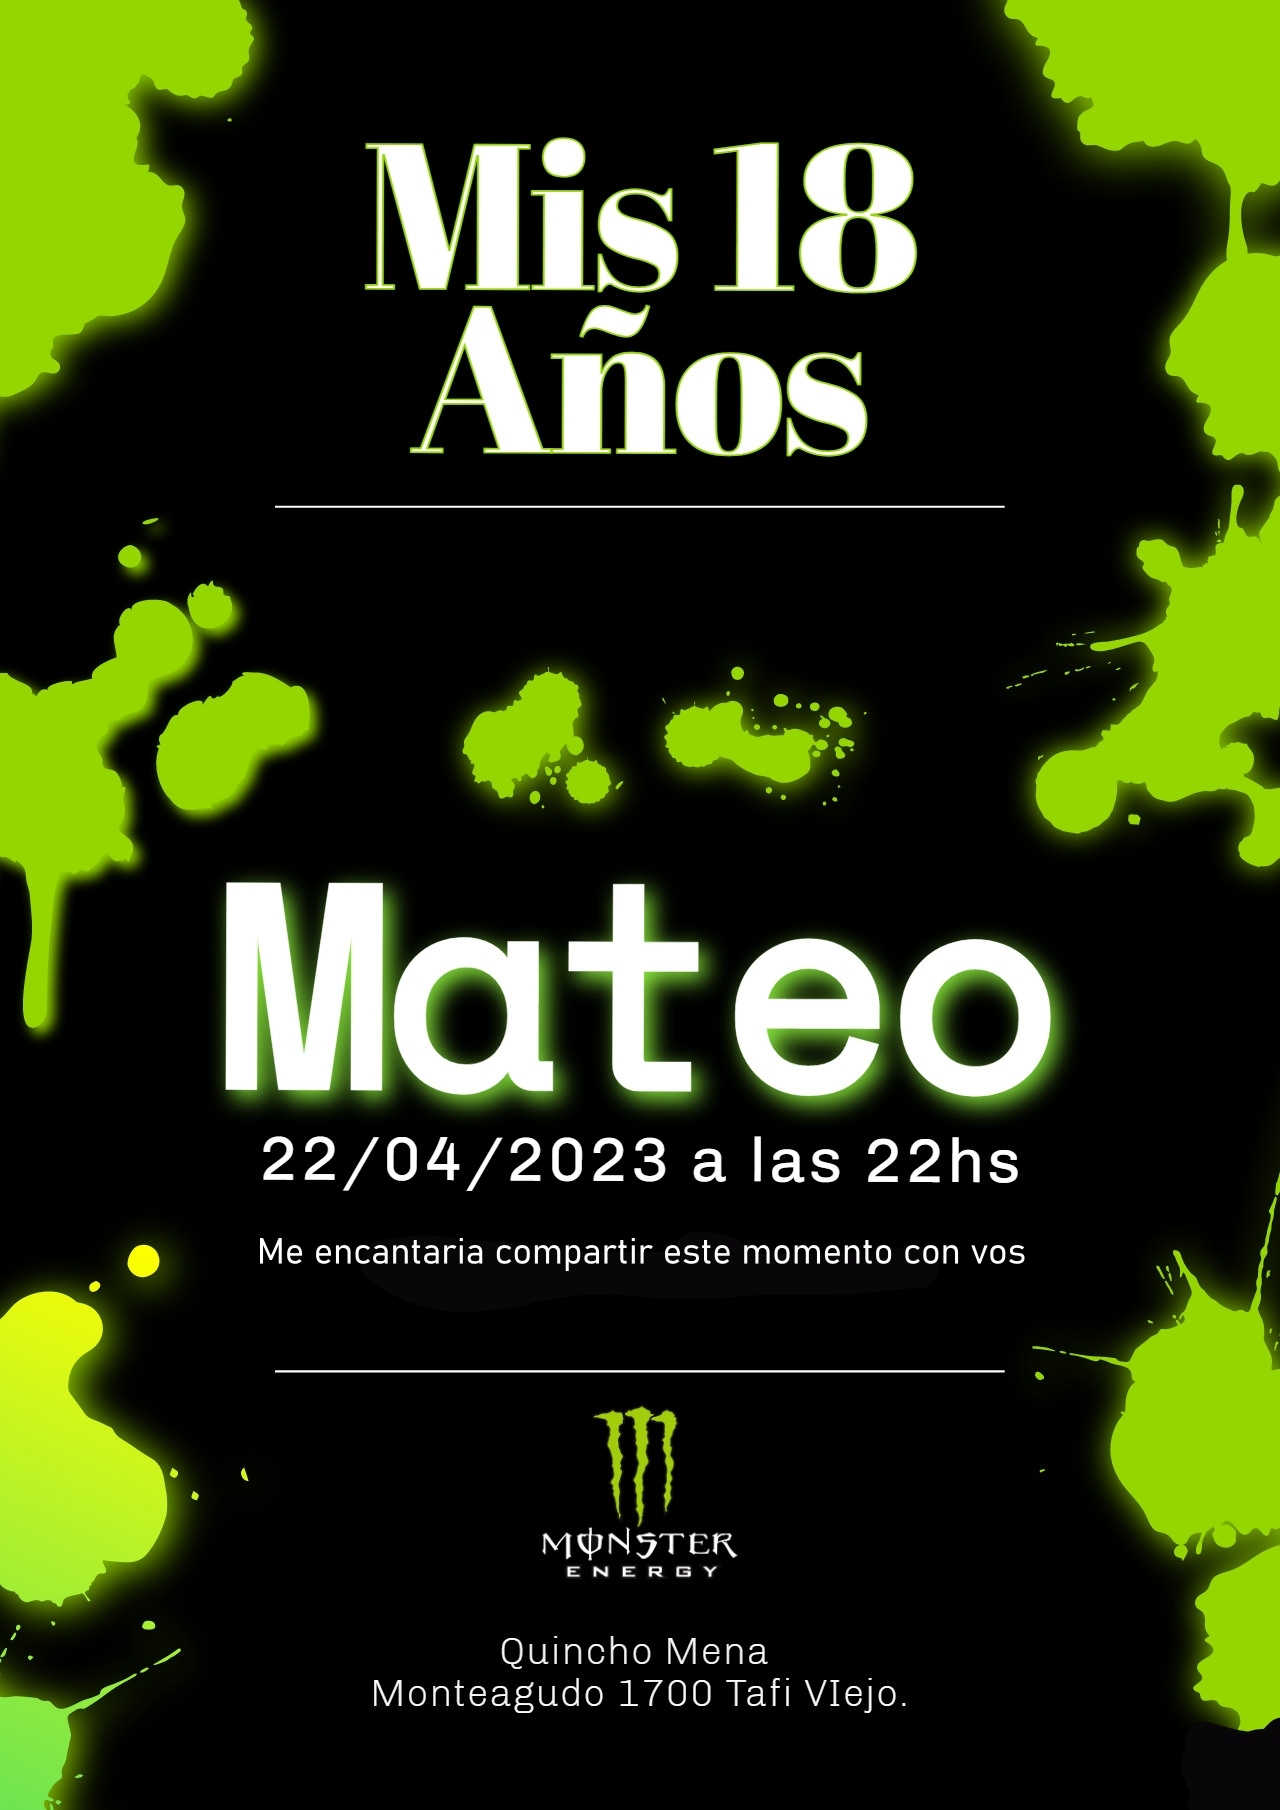 Mis 18
Años
Mateo
22/04/2023 a las 22hs
Me encantaria compartir este momento con vos
MONSTER
ENERGY
Quincho Mena
Monteagudo 1700 Tafi VIejo.